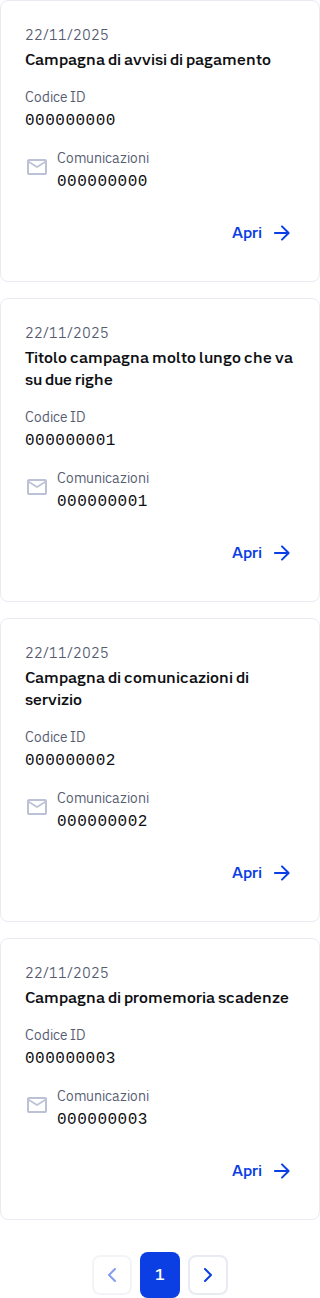 22/11/2025
Campagna di avvisi di pagamento
Codice ID
000000000
Comunicazioni
000000000
Apri
22/11/2025
Titolo campagna molto lungo che va
su due righe
Codice ID
000000001
Comunicazioni
000000001
Apri
22/11/2025
Campagna di comunicazioni di
servizio
Codice ID
000000002
Comunicazioni
000000002
Apri
22/11/2025
Campagna di promemoria scadenze
Codice ID
000000003
Comunicazioni
000000003
Apri
1